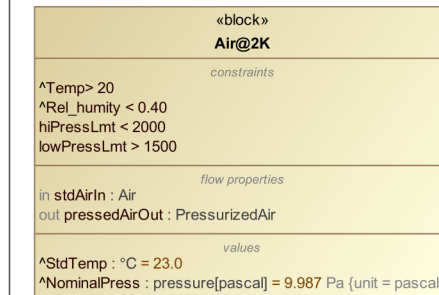 «block»
Air@2K
constraints
^Temp> 20
^Rel_humity < 0.40
hiPressLmt < 2000
lowPressLmt > 1500
flow properties
in stdAirIn : Air
out pressedAirOut : PressurizedAir
values
^StdTemp : °C = 23.0
^NominalPress : pressure[pascal] = 9.987 Pa {unit = pascal